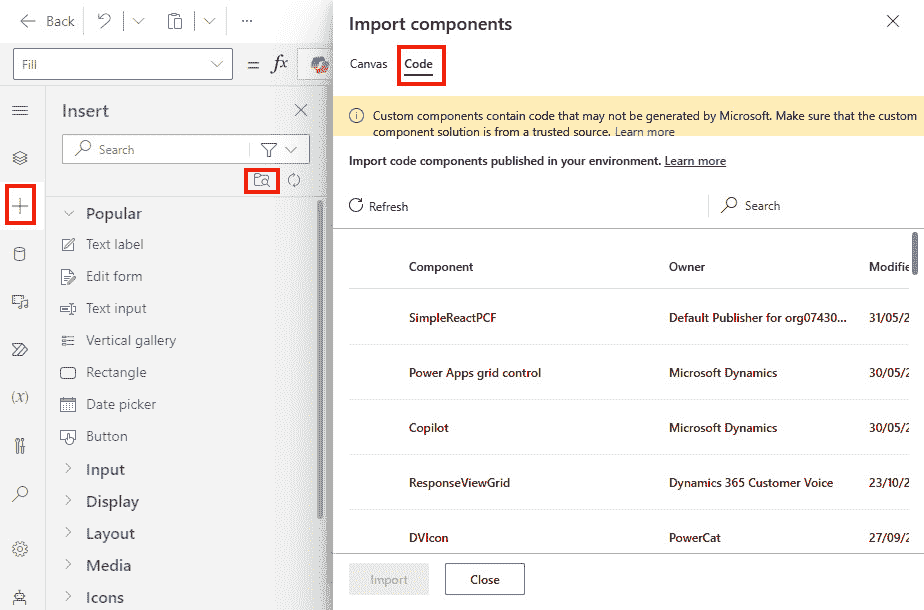 Back
Fill
= fx
Insert
Search
Popular
Text label
Edit form
Text input
Vertical gallery
Rectangle
Date picker
Button
Input
Display
Layout
Media
Icons
(x)
Import components
Canvas Code
Custom components contain code that may not be generated by Microsoft. Make sure that the custom
component solution is from a trusted source. Learn more
Import code components published in your environment. Learn more
Refresh Search
Component Owner Modifie
SimpleReactPCF Default Publisher for org07430... 31/05/2
Power Apps grid control Microsoft Dynamics 30/05/2
Copilot Microsoft Dynamics 30/05/2
ResponseViewGrid Dynamics 365 Customer Voice 23/10/2
DVIcon PowerCat 27/09/2
Import Close